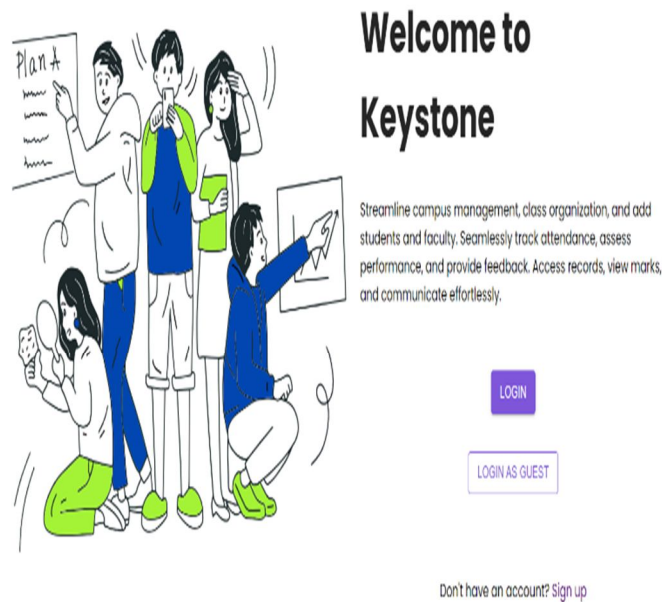 Plan A
Welcome to
Keystone
Streamline campus management, class organization, and add
students and faculty. Seamlessly track attendance, assess
performance, and provide feedback. Access records, view marks,
and communicate effortlessly.
LOGIN
LOGIN AS GUEST
Don't have an account? Sign up